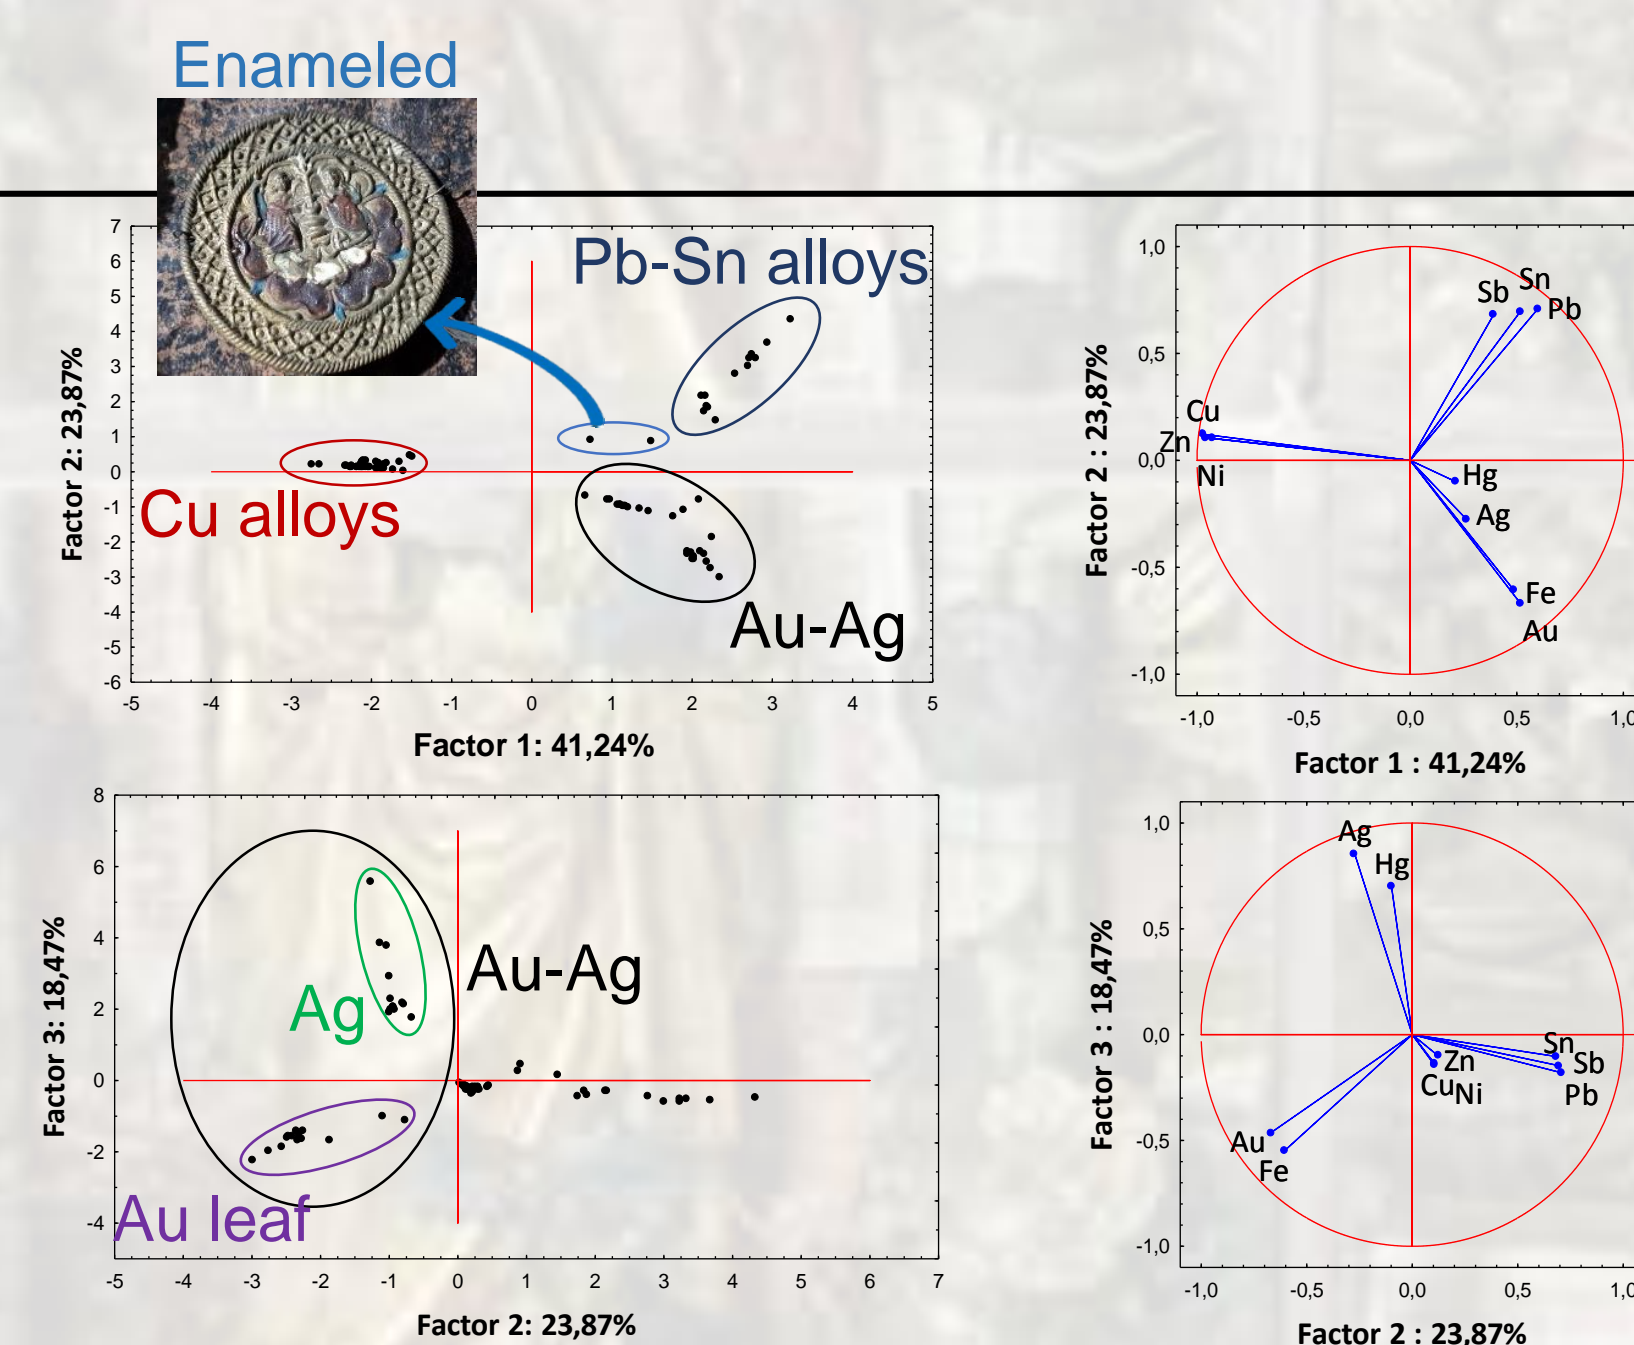 Enameled
7
6
5
4
3
2
1
0
-1
-2
-3
-4
-5
-6
Factor 2: 23,87%
Pb-Sn alloys
Cu alloys
Au-Ag
-5 -4 -3 -2 -1 0 1 2 3 4 5
Factor 1: 41,24%
1,0
0,5
0,0
-0,5
-1,0
Factor 2 : 23,87%
Sn
Sb
Pb
Cu
Zn
Ni
Hg
Ag
Fe
Au
-1,0 -0,5 0,0 0,5 1,0
Factor 1 : 41,24%
8
6
4
2
0
-2
-4
Factor 3: 18,47%
Au-Ag
Ag
Au leaf
-5 -4 -3 -2 -1 0 1 2 3 4 5 6 7
Factor 2: 23,87%
1,0
0,5
0,0
-0,5
-1,0
Factor 3 : 18,47%
Ag
Hg
Sn
Sb
Zn
Cu
Ni
Pb
Au
Fe
-1,0 -0,5 0,0 0,5 1,0
Factor 2 : 23,87%